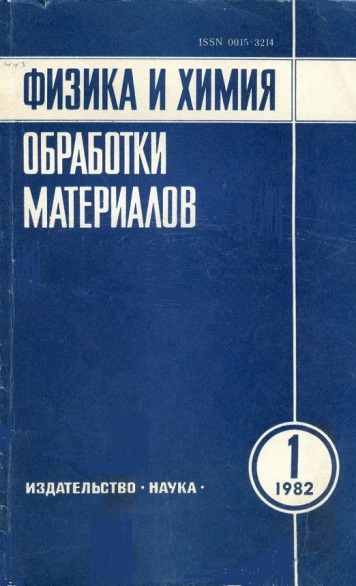 ISSN 0015-3214
ФИЗИКА И ХИМИЯ
ОБРАБОТКИ
МАТЕРИАЛОВ
1
1982
ИЗДАТЕЛЬСТВО • НАУКА •